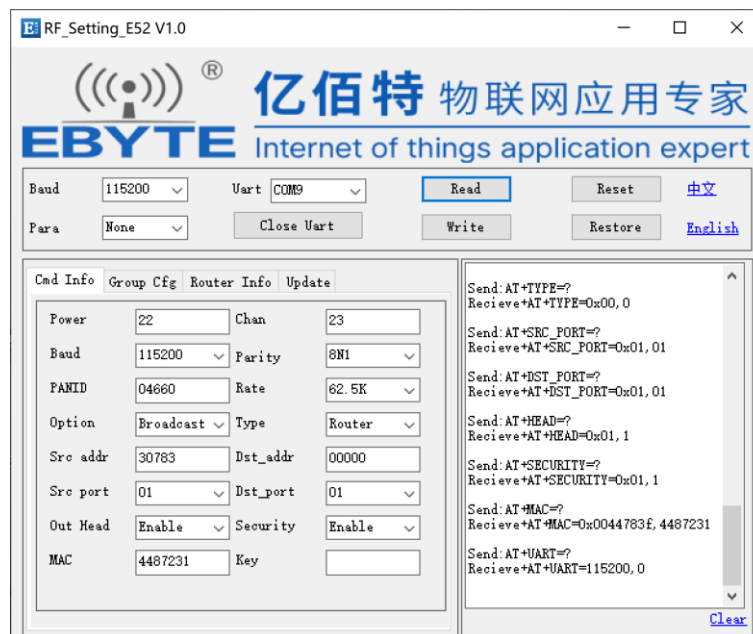 RF_Setting_E52 V1.0
®
亿佰特 物联网应用专家
EBYTE Internet of things application expert
Baud 115200 Uart COM9 Read Reset 中文
Para None Close Uart Write Restore English
Cmd Info Group Cfg Router Info Update
Power 22 Chan 23
Baud 115200 Parity 8N1
PANID 04660 Rate 62.5K
Option Broadcast Type Router
Src addr 30783 Dst_addr 00000
Src port 01 Dst_port 01
Out Head Enable Security Enable
MAC 4487231 Key
Send:AT+TYPE=?
Recieve+AT+TYPE=0x00,0
Send:AT+SRC_PORT=?
Recieve+AT+SRC_PORT=0x01,01
Send:AT+DST_PORT=?
Recieve+AT+DST_PORT=0x01,01
Send:AT+HEAD=?
Recieve+AT+HEAD=0x01,1
Send:AT+SECURITY=?
Recieve+AT+SECURITY=0x01,1
Send:AT+MAC=?
Recieve+AT+MAC=0x0044783f,4487231
Send:AT+UART=?
Recieve+AT+UART=115200,0
Clear